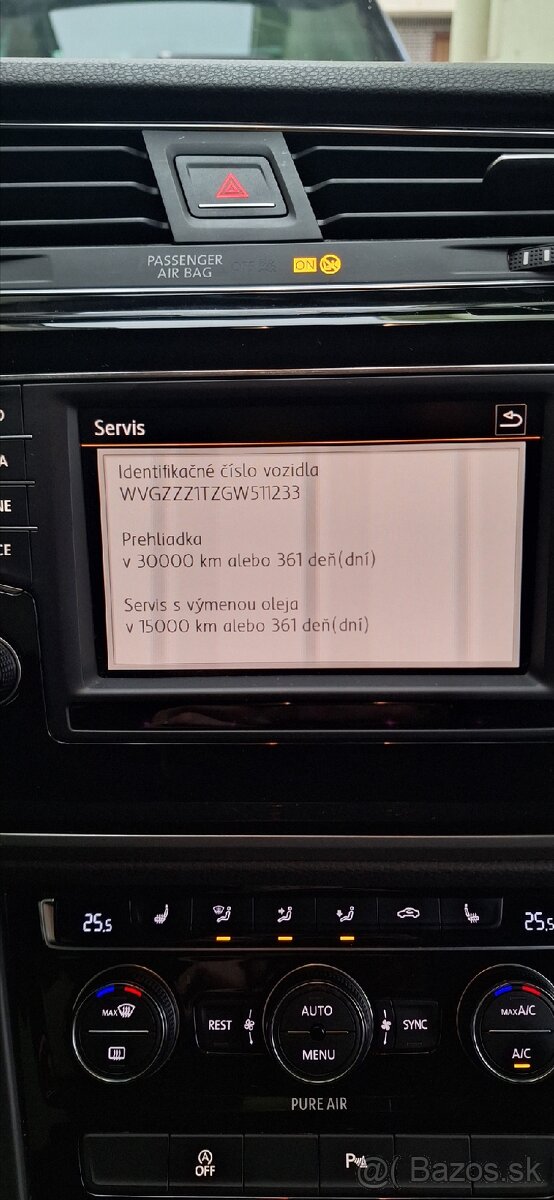 PASSENGER
AIR BAG
ON
Servis
Identifikačné číslo vozidla
WVGZZZ1TZGW511233
Prehliadka
v 30000 km alebo 361 deň(dní)
Servis s výmenou oleja
v 15000 km alebo 361 deň(dní)
25.5
25.5
MAX
REST
AUTO
MENU
SYNC
MAX A/C
A/C
PURE AIR
A
OFF
P
Bazos.sk